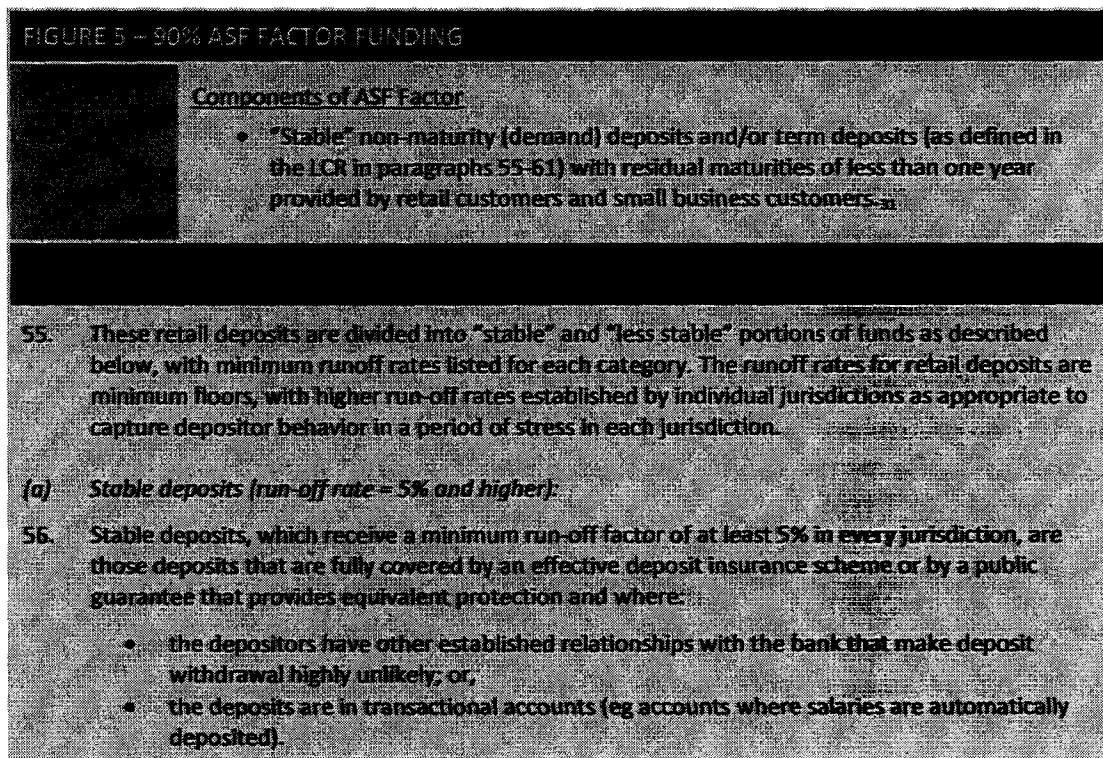 FIGURE 5 – 90% ASF FACTOR FUNDING
Components of ASF Factor
• "Stable" non-maturity (demand) deposits and/or term deposits (as defined in
the LCR in paragraphs 55-61) with residual maturities of less than one year
provided by retail customers and small business customers. 31
55. These retail deposits are divided into "stable" and "less stable" portions of funds as described
below, with minimum runoff rates listed for each category. The runoff rates for retail deposits are
minimum floors, with higher run-off rates established by individual jurisdictions as appropriate to
capture depositor behavior in a period of stress in each jurisdiction.
(a) Stable deposits (run-off rate = 5% and higher):
56. Stable deposits, which receive a minimum run-off factor of at least 5% in every jurisdiction, are
those deposits that are fully covered by an effective deposit insurance scheme or by a public
guarantee that provides equivalent protection and where:
• the depositors have other established relationships with the bank that make deposit
withdrawal highly unlikely; or,
• the deposits are in transactional accounts (eg accounts where salaries are automatically
deposited).